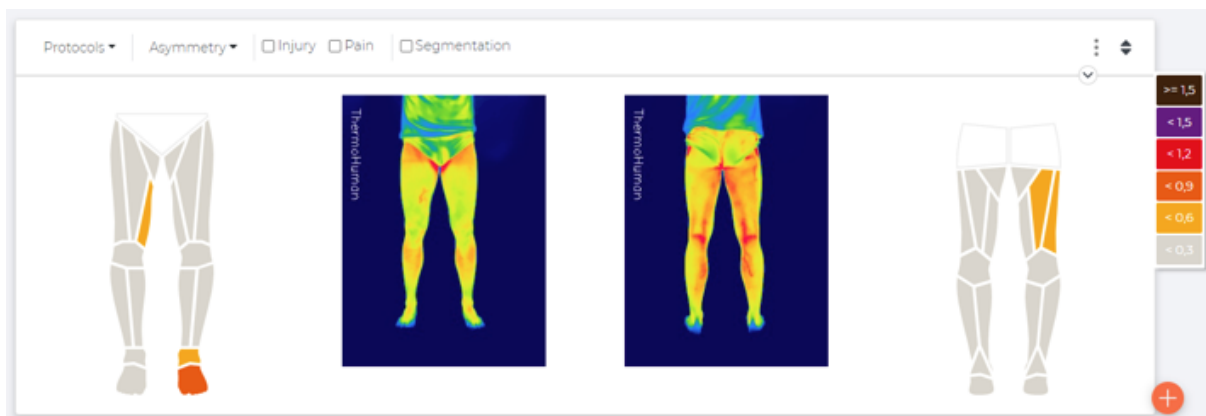 Protocols Asymmetry Injury Pain Segmentation
ThermoHuman
ThermoHuman
>= 1,5
< 1,5
< 1,2
< 0,9
< 0,6
< 0,3